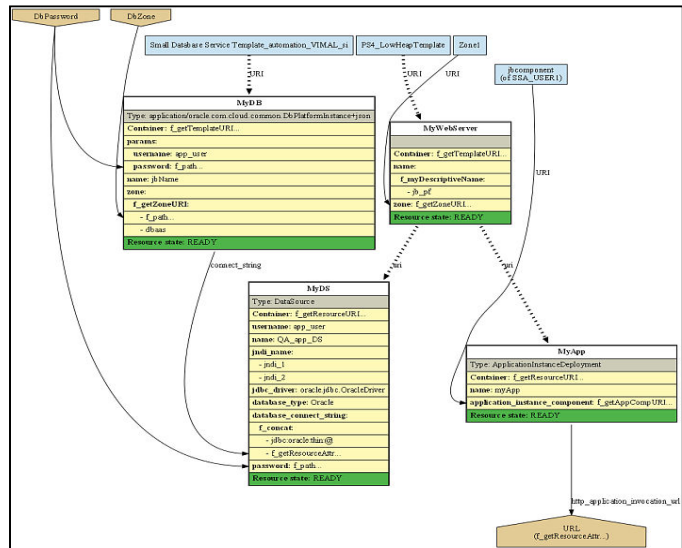 DbPassword
DbZone
Small Database Service Template_automation_VIMAL_si
PS4_LowHeapTemplate
Zone1
jbcomponent
(of SSA_USER1)
URI
URI
URI
URI
MyDB
Type: application/oracle.com.cloud.common.DbPlatformInstance+json
Container: f_getTemplateURI...
params:
username: app_user
password: f_path...
name: jbName
zone:
f_getZoneURI:
- f_path...
- dbaas
Resource state: READY
MyWebServer
Container: f_getTemplateURI...
name:
f_myDescriptiveName:
- jb_pf
zone: f_getZoneURI...
Resource state: READY
connect_string
uri
uri
MyDS
Type: DataSource
Container: f_getResourceURI...
username: app_user
name: QA_app_DS
jndi_name:
- jndi_1
- jndi_2
jdbc_driver: oracle.jdbc.OracleDriver
database_type: Oracle
database_connect_string:
f_concat:
- jdbc:oracle:thin:@
- f_getResourceAttr...
password: f_path...
Resource state: READY
MyApp
Type: ApplicationInstanceDeployment
Container: f_getResourceURI...
name: myApp
application_instance_component: f_getAppCompURI...
Resource state: READY
http_application_invocation_url
URL
(f_getResourceAttr...)